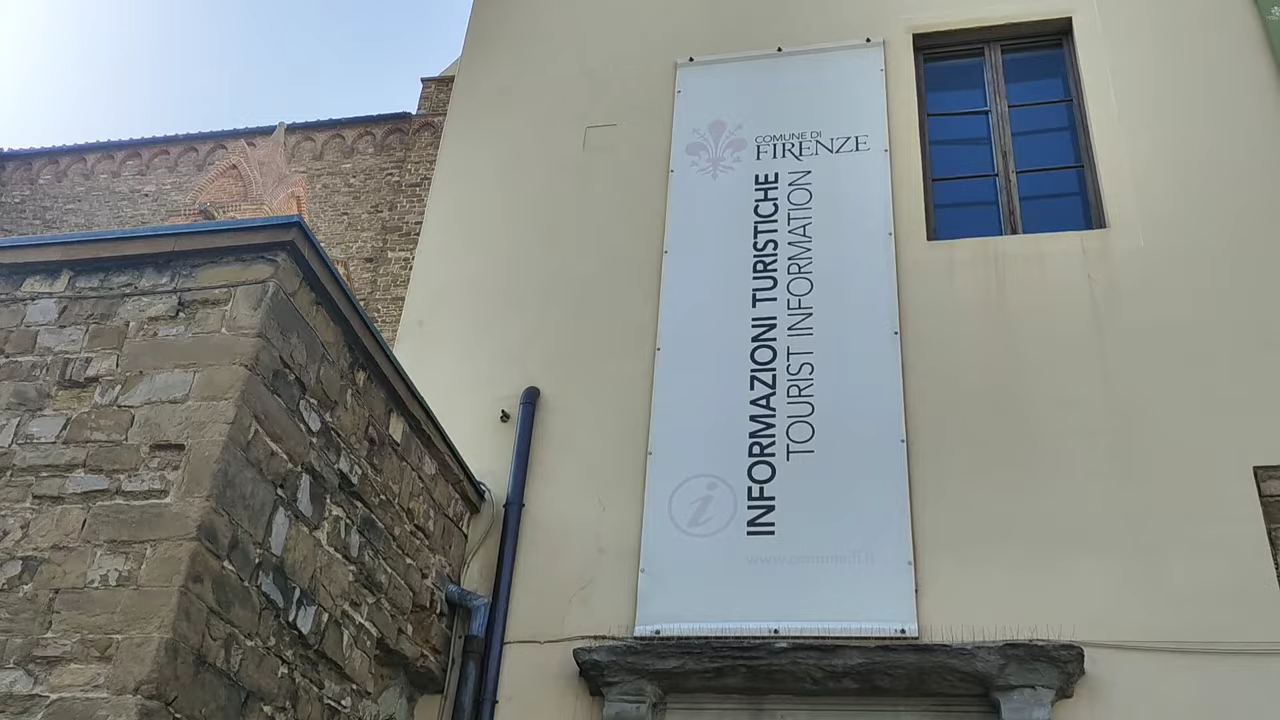 COMUNE DI
FIRENZE
INFORMAZIONI TURISTICHE
TOURIST INFORMATION
i